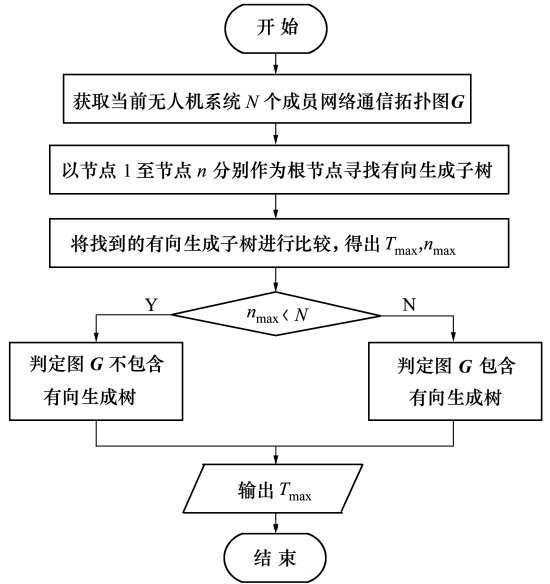 开始
获取当前无人机系统 N 个成员网络通信拓扑图G
以节点 1 至节点 n 分别作为根节点寻找有向生成子树
将找到的有向生成子树进行比较，得出 Tmax,nmax
Y
nmax< N
N
判定图 G 不包含
有向生成树
判定图 G 包含
有向生成树
输出 Tmax
结束